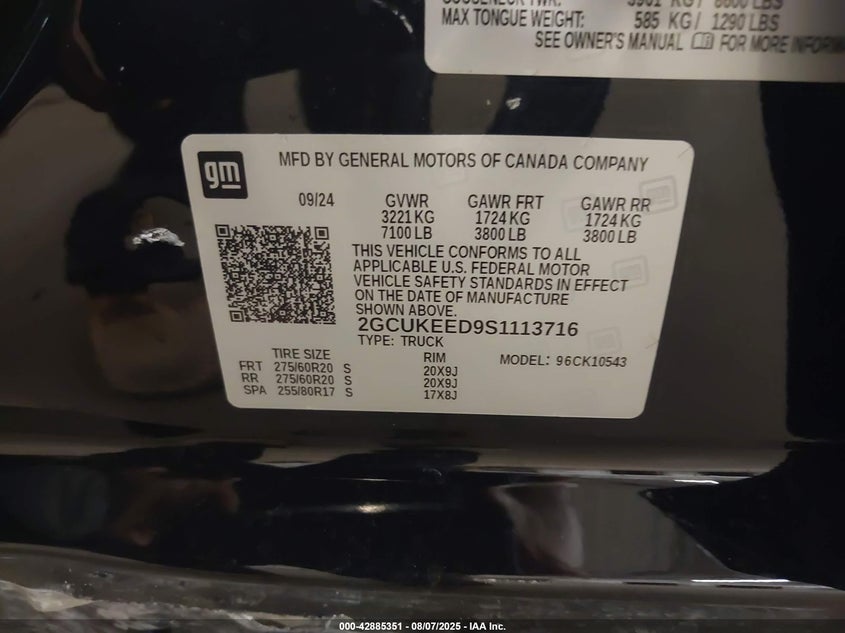 MAX TONGUE WEIGHT: 585 KG/ 1290 LBS
SEE OWNER'S MANUAL FOR MORE
gm
MFD BY GENERAL MOTORS OF CANADA COMPANY
09/24 GVWR GAWR FRT GAWR RR
3221 KG 1724 KG 1724 KG
7100 LB 3800 LB 3800 LB
THIS VEHICLE CONFORMS TO ALL
APPLICABLE U.S. FEDERAL MOTOR
VEHICLE SAFETY STANDARDS IN EFFECT
ON THE DATE OF MANUFACTURE
SHOWN ABOVE.
2GCUKEED9S1113716
TYPE: TRUCK
TIRE SIZE RIM MODEL: 96CK10543
FRT 275/60R20 S 20X9J
RR 275/60R20 S 20X9J
SPA 255/80R17 S 17X8J
000-42885351 - 08/07/2025 - IAA Inc.